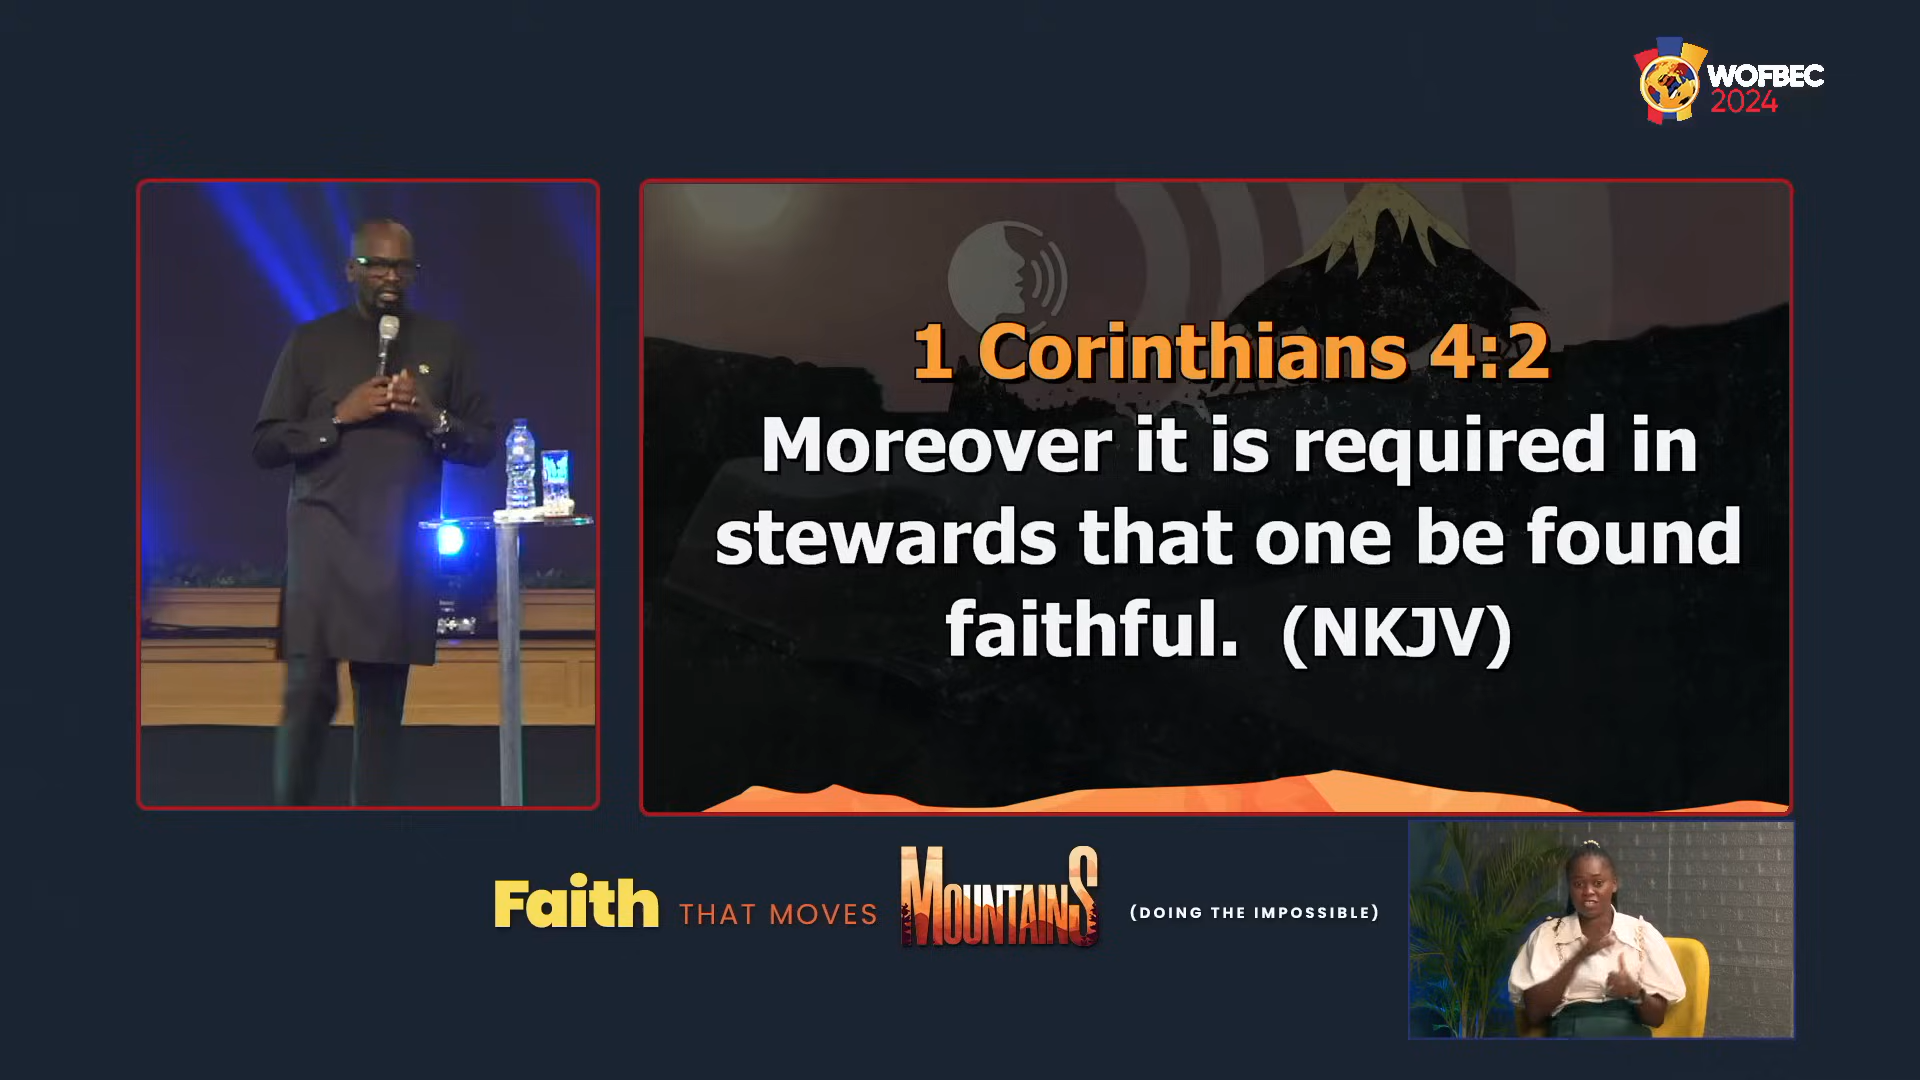 WOFBEC
2024
1 Corinthians 4:2
Moreover it is required in
stewards that one be found
faithful. (NKJV)
Faith THAT MOVES MOUNTAINS (DOING THE IMPOSSIBLE)